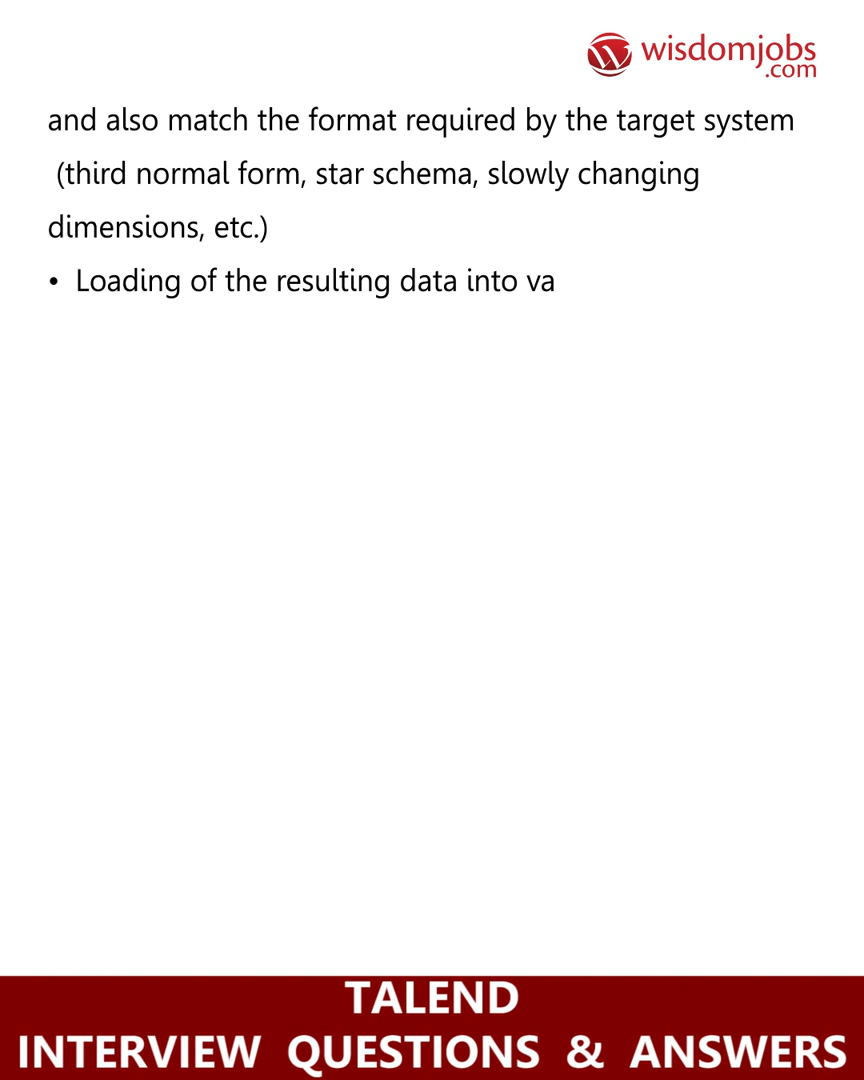 wisdomjobs
.com
and also match the format required by the target system
(third normal form, star schema, slowly changing
dimensions, etc.)
• Loading of the resulting data into va
TALEND
INTERVIEW QUESTIONS & ANSWERS